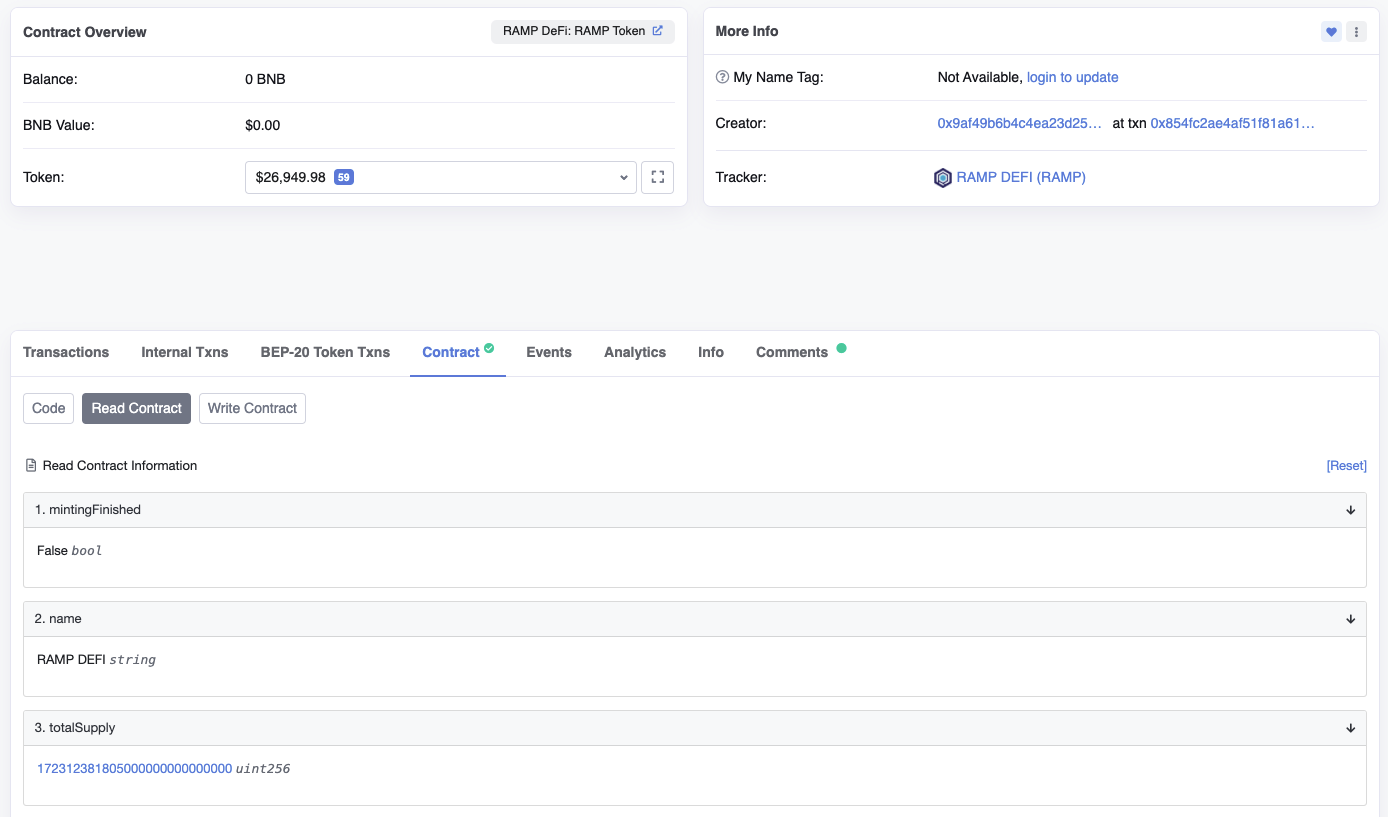 Contract Overview
RAMP DeFi: RAMP Token
Balance:
0 BNB
BNB Value:
$0.00
Token:
$26,949.98 59
More Info
My Name Tag:
Not Available, login to update
Creator:
0x9af49b6b4c4ea23d25... at txn 0x854fc2ae4af51f81a61...
Tracker:
RAMP DEFI (RAMP)
Transactions Internal Txns BEP-20 Token Txns Contract Events Analytics Info Comments
Code Read Contract Write Contract
Read Contract Information
[Reset]
1. mintingFinished
False bool
2. name
RAMP DEFI string
3. totalSupply
172312381805000000000000000 uint256